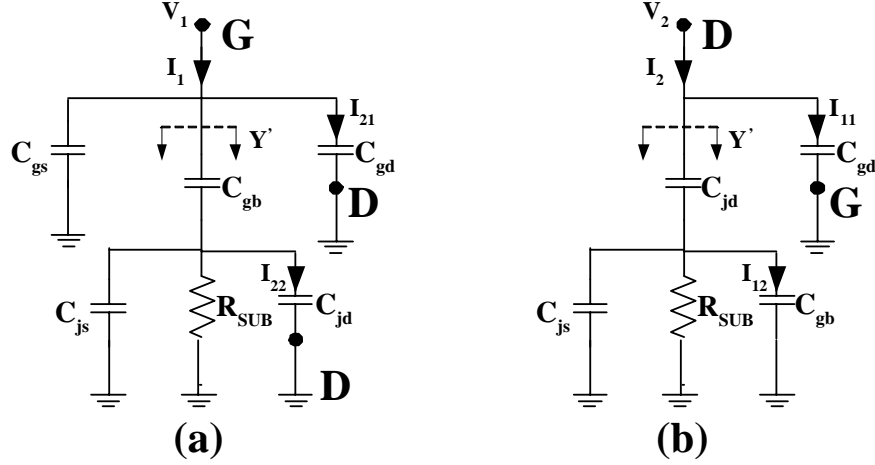 V1 G
I1
I21
Y'
Cgs
Cgd
Cgb
D
I22
Cjs
RSUB
Cjd
D
(a)
V2 D
I2
I11
Y'
Cgd
Cjd
G
I12
Cjs
RSUB
Cgb
(b)